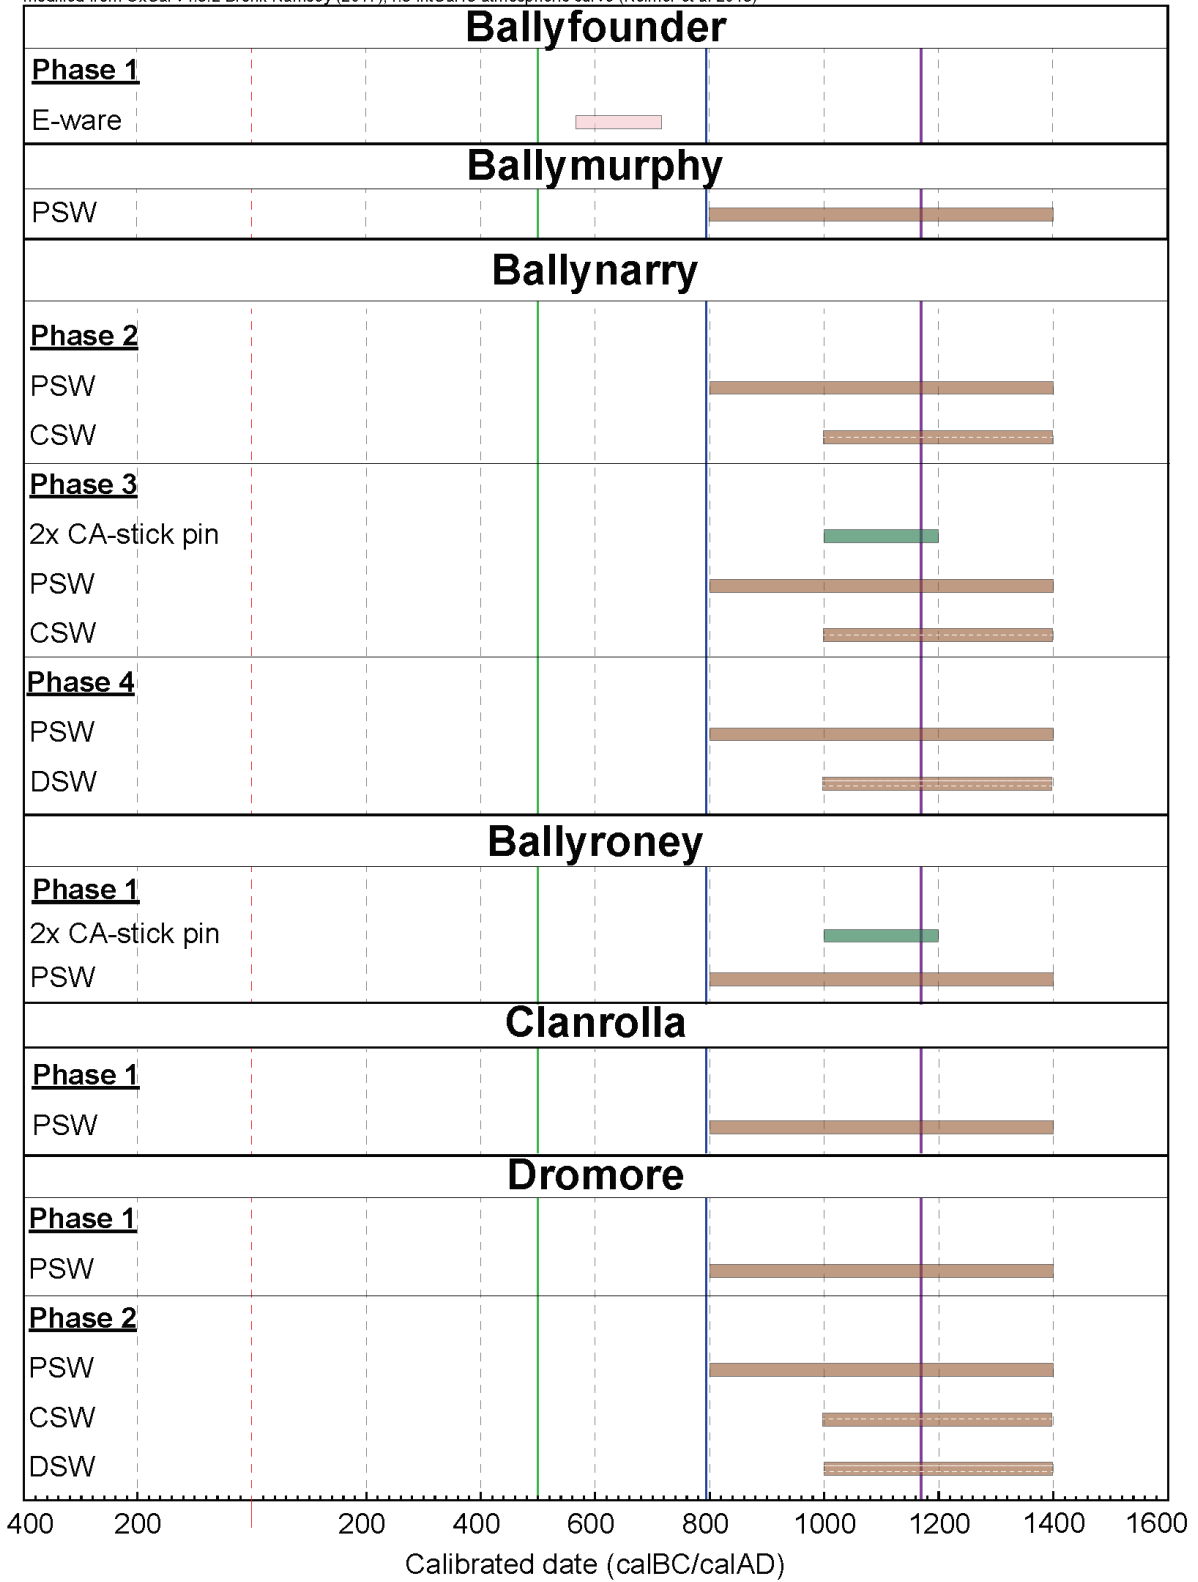 Ballyfounder
Phase 1
E-ware
Ballymurphy
PSW
Ballynarry
Phase 2
PSW
CSW
Phase 3
2x CA-stick pin
PSW
CSW
Phase 4
PSW
DSW
Ballyroney
Phase 1
2x CA-stick pin
PSW
Clanrolla
Phase 1
PSW
Dromore
Phase 1
PSW
Phase 2
PSW
CSW
DSW
400 200 200 400 600 800 1000 1200 1400 1600
Calibrated date (calBC/calAD)